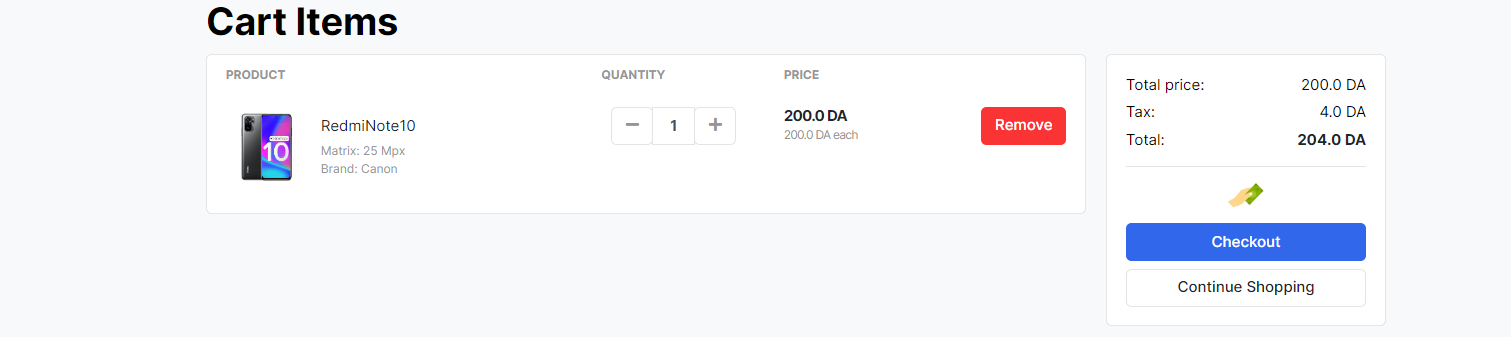 Cart Items
PRODUCT QUANTITY PRICE
RedmiNote10
Matrix: 25 Mpx
Brand: Canon
10
1
200.0 DA
200.0 DA each
Remove
Total price: 200.0 DA
Tax: 4.0 DA
Total: 204.0 DA
Checkout
Continue Shopping